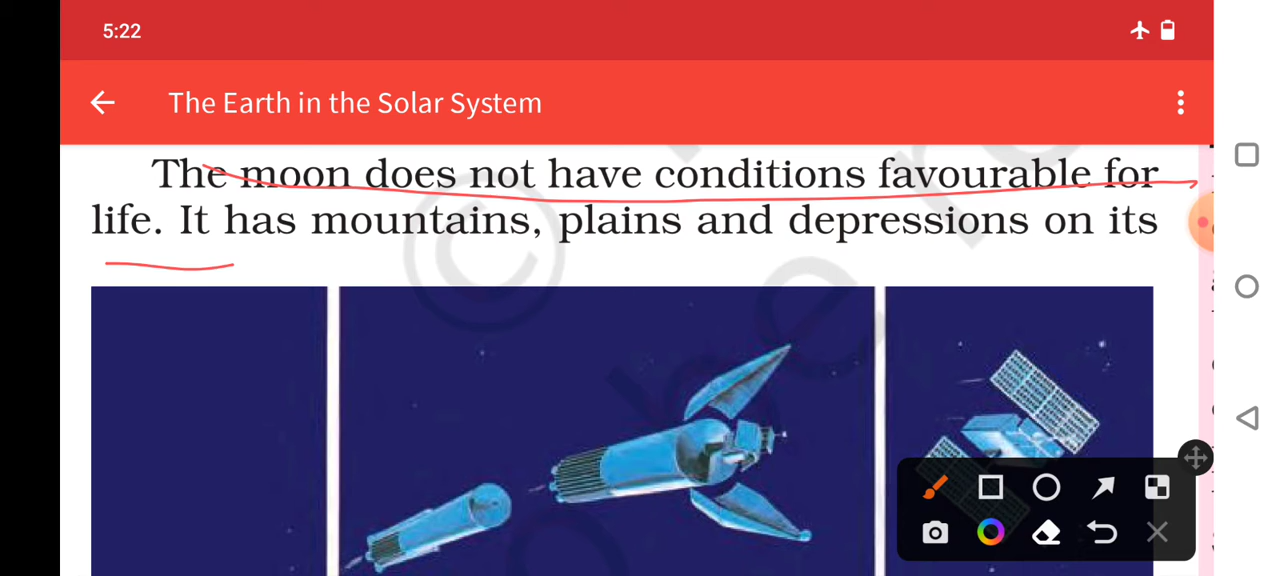 5:22
The Earth in the Solar System
The moon does not have conditions favourable for
life. It has mountains, plains and depressions on its